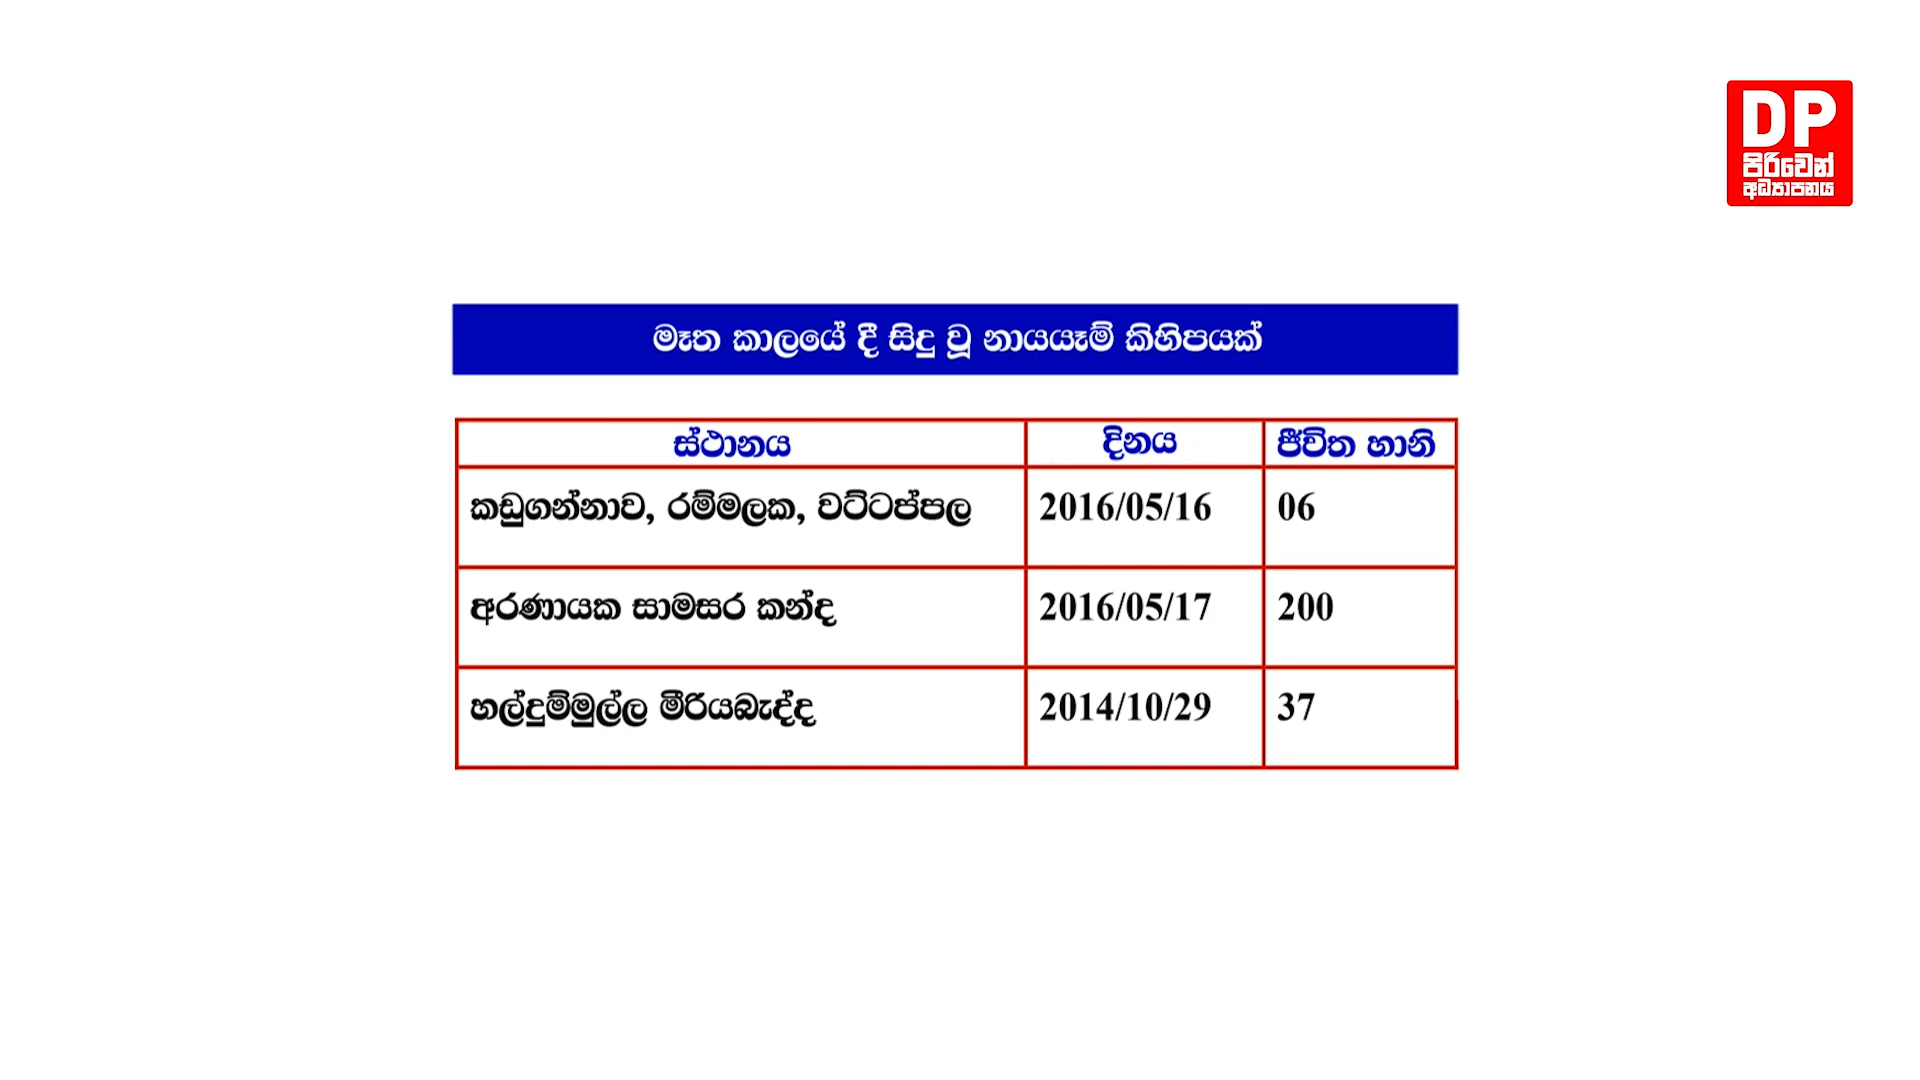 DP
පිරිවෙන්
අධ්‍යාපනය
මෑත කාලයේ දී සිදු වූ නායයෑම් කිහිපයක්
ස්ථානය දිනය ජීවිත හානි
කඩුගන්නාව, රම්මලක, වට්ටප්පල 2016/05/16 06
අරණායක සාමසර කන්ද 2016/05/17 200
හල්දුම්මුල්ල මීරියබැද්ද 2014/10/29 37